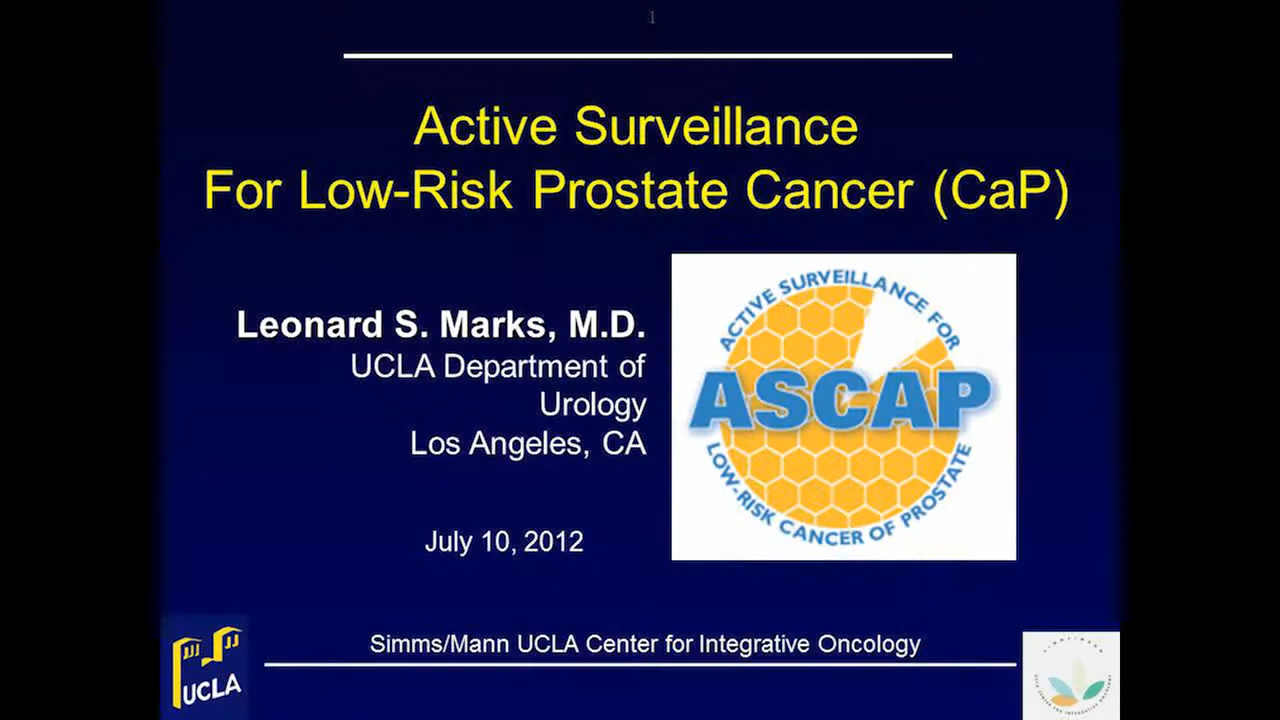 1
Active Surveillance
For Low-Risk Prostate Cancer (CaP)
Leonard S. Marks, M.D.
UCLA Department of
Urology
Los Angeles, CA
July 10, 2012
ACTIVE SURVEILLANCE FOR
ASCAP
LOW-RISK CANCER OF PROSTATE
Simms/Mann UCLA Center for Integrative Oncology
UCLA